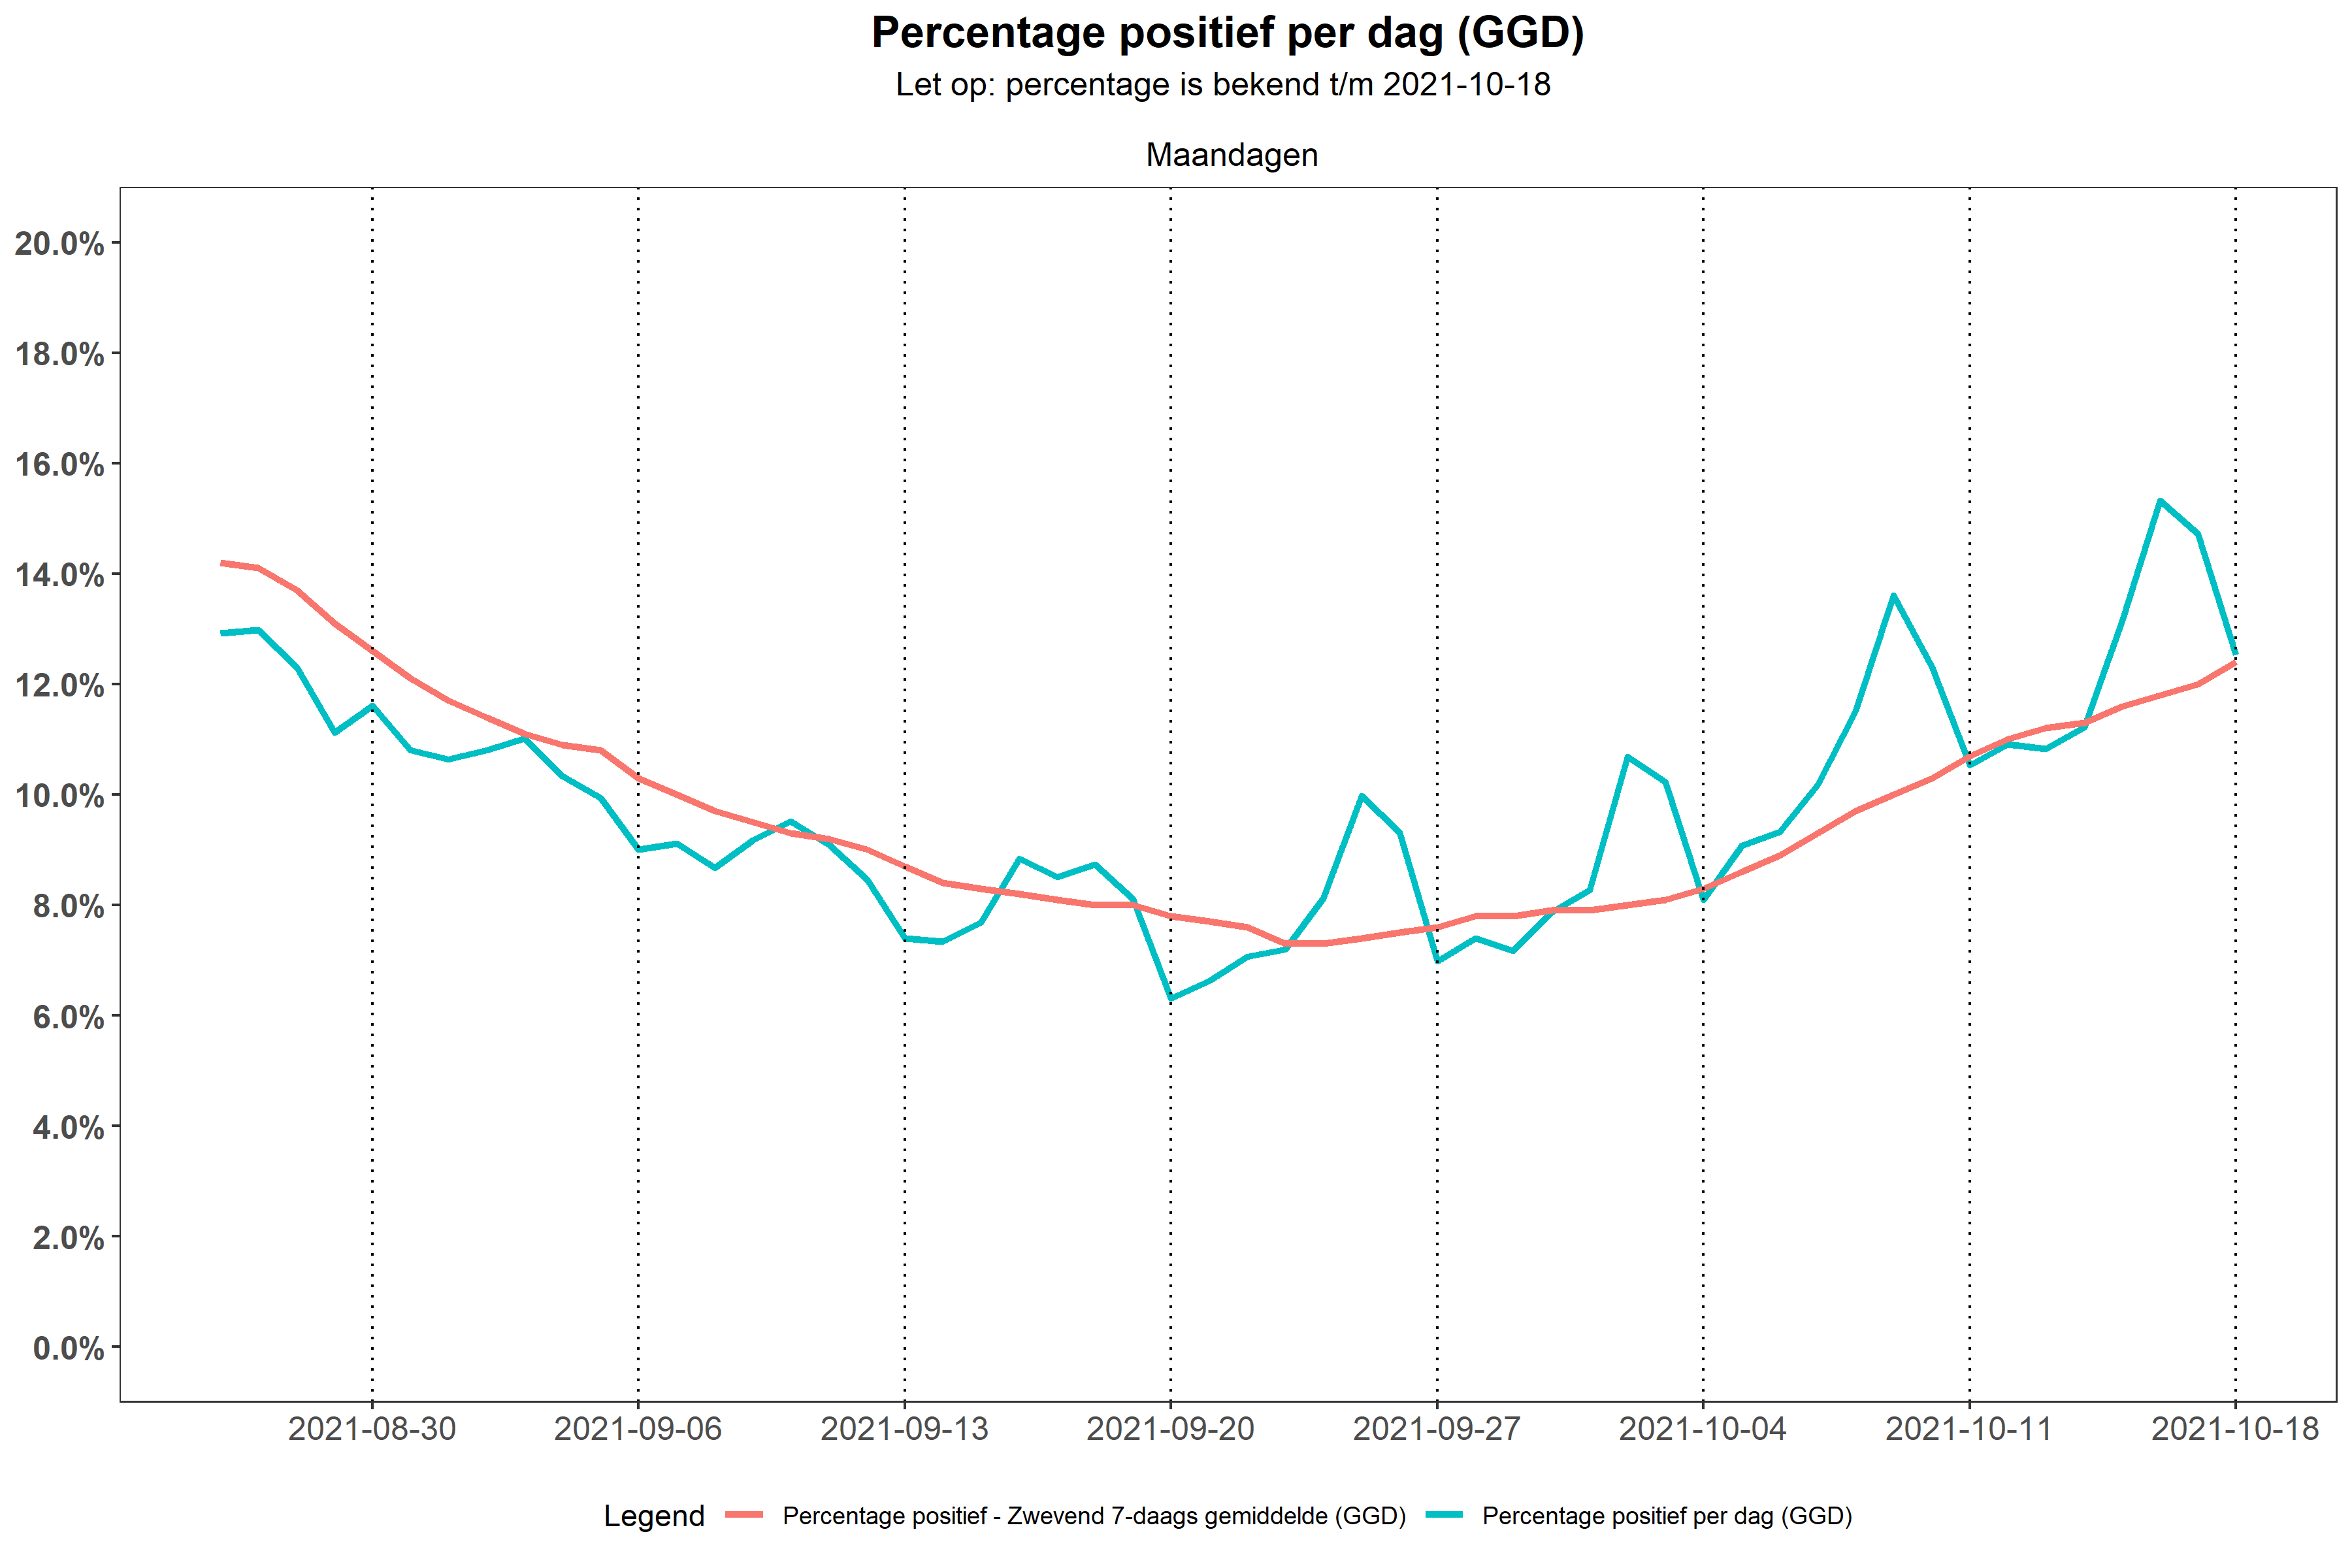 Percentage positief per dag (GGD)
Let op: percentage is bekend t/m 2021-10-18
Maandagen
20.0%
18.0%
16.0%
14.0%
12.0%
10.0%
8.0%
6.0%
4.0%
2.0%
0.0%
2021-08-30 2021-09-06 2021-09-13 2021-09-20 2021-09-27 2021-10-04 2021-10-11 2021-10-18
Legend Percentage positief - Zwevend 7-daags gemiddelde (GGD) Percentage positief per dag (GGD)